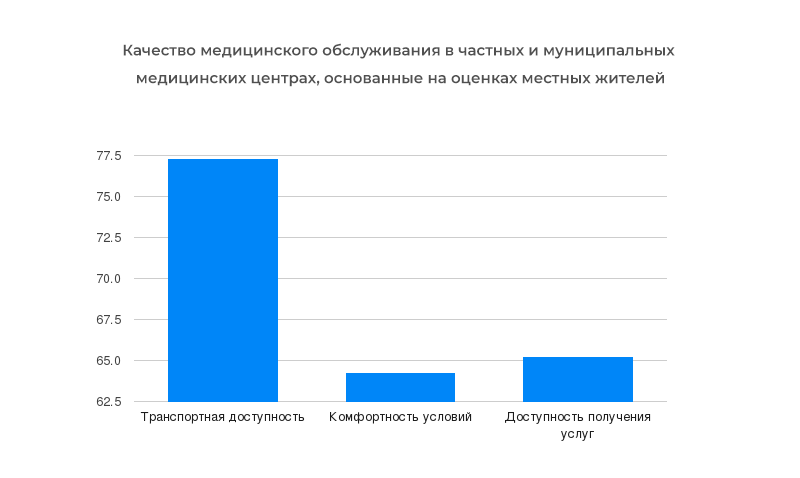 Качество медицинского обслуживания в частных и муниципальных
медицинских центрах, основанные на оценках местных жителей
77.5
75.0
72.5
70.0
67.5
65.0
62.5
Транспортная доступность
Комфортность условий
Доступность получения
услуг